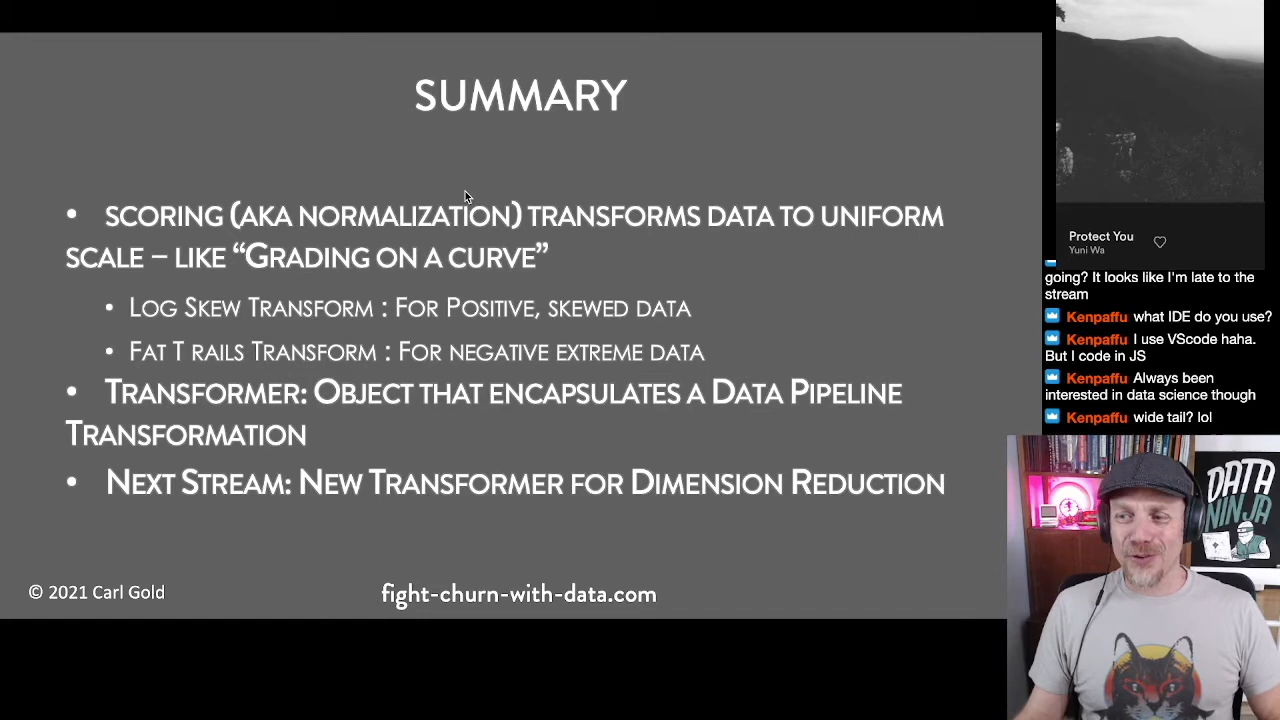 SUMMARY
• SCORING (AKA NORMALIZATION) TRANSFORMS DATA TO UNIFORM
SCALE – LIKE “GRADING ON A CURVE”
• LOG SKEW TRANSFORM : FOR POSITIVE, SKEWED DATA
• FAT T RAILS TRANSFORM : FOR NEGATIVE EXTREME DATA
• TRANSFORMER: OBJECT THAT ENCAPSULATES A DATA PIPELINE
TRANSFORMATION
• NEXT STREAM: NEW TRANSFORMER FOR DIMENSION REDUCTION
© 2021 Carl Gold
fight-churn-with-data.com
Protect You
Yuni Wa
going? It looks like I'm late to the
stream
Kenpaffu what IDE do you use?
Kenpaffu I use VScode haha.
But I code in JS
Kenpaffu Always been
interested in data science though
Kenpaffu wide tail? lol
DATA
NINJA